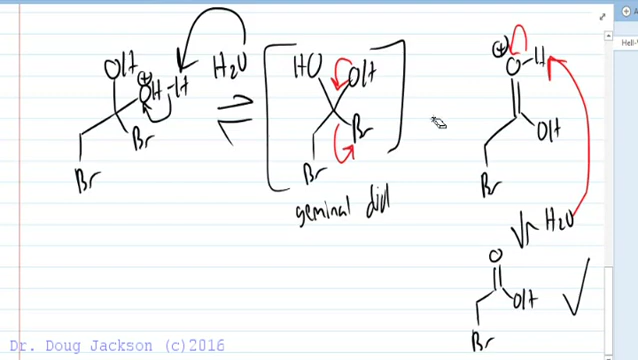 OH
OH-H
Br
Br
H₂O
⇌
HO OH
Br
Br
geminal diol
O-H
OH
Br
H₂O
O
OH
Br
Dr. Doug Jackson (c)2016
Hell-V